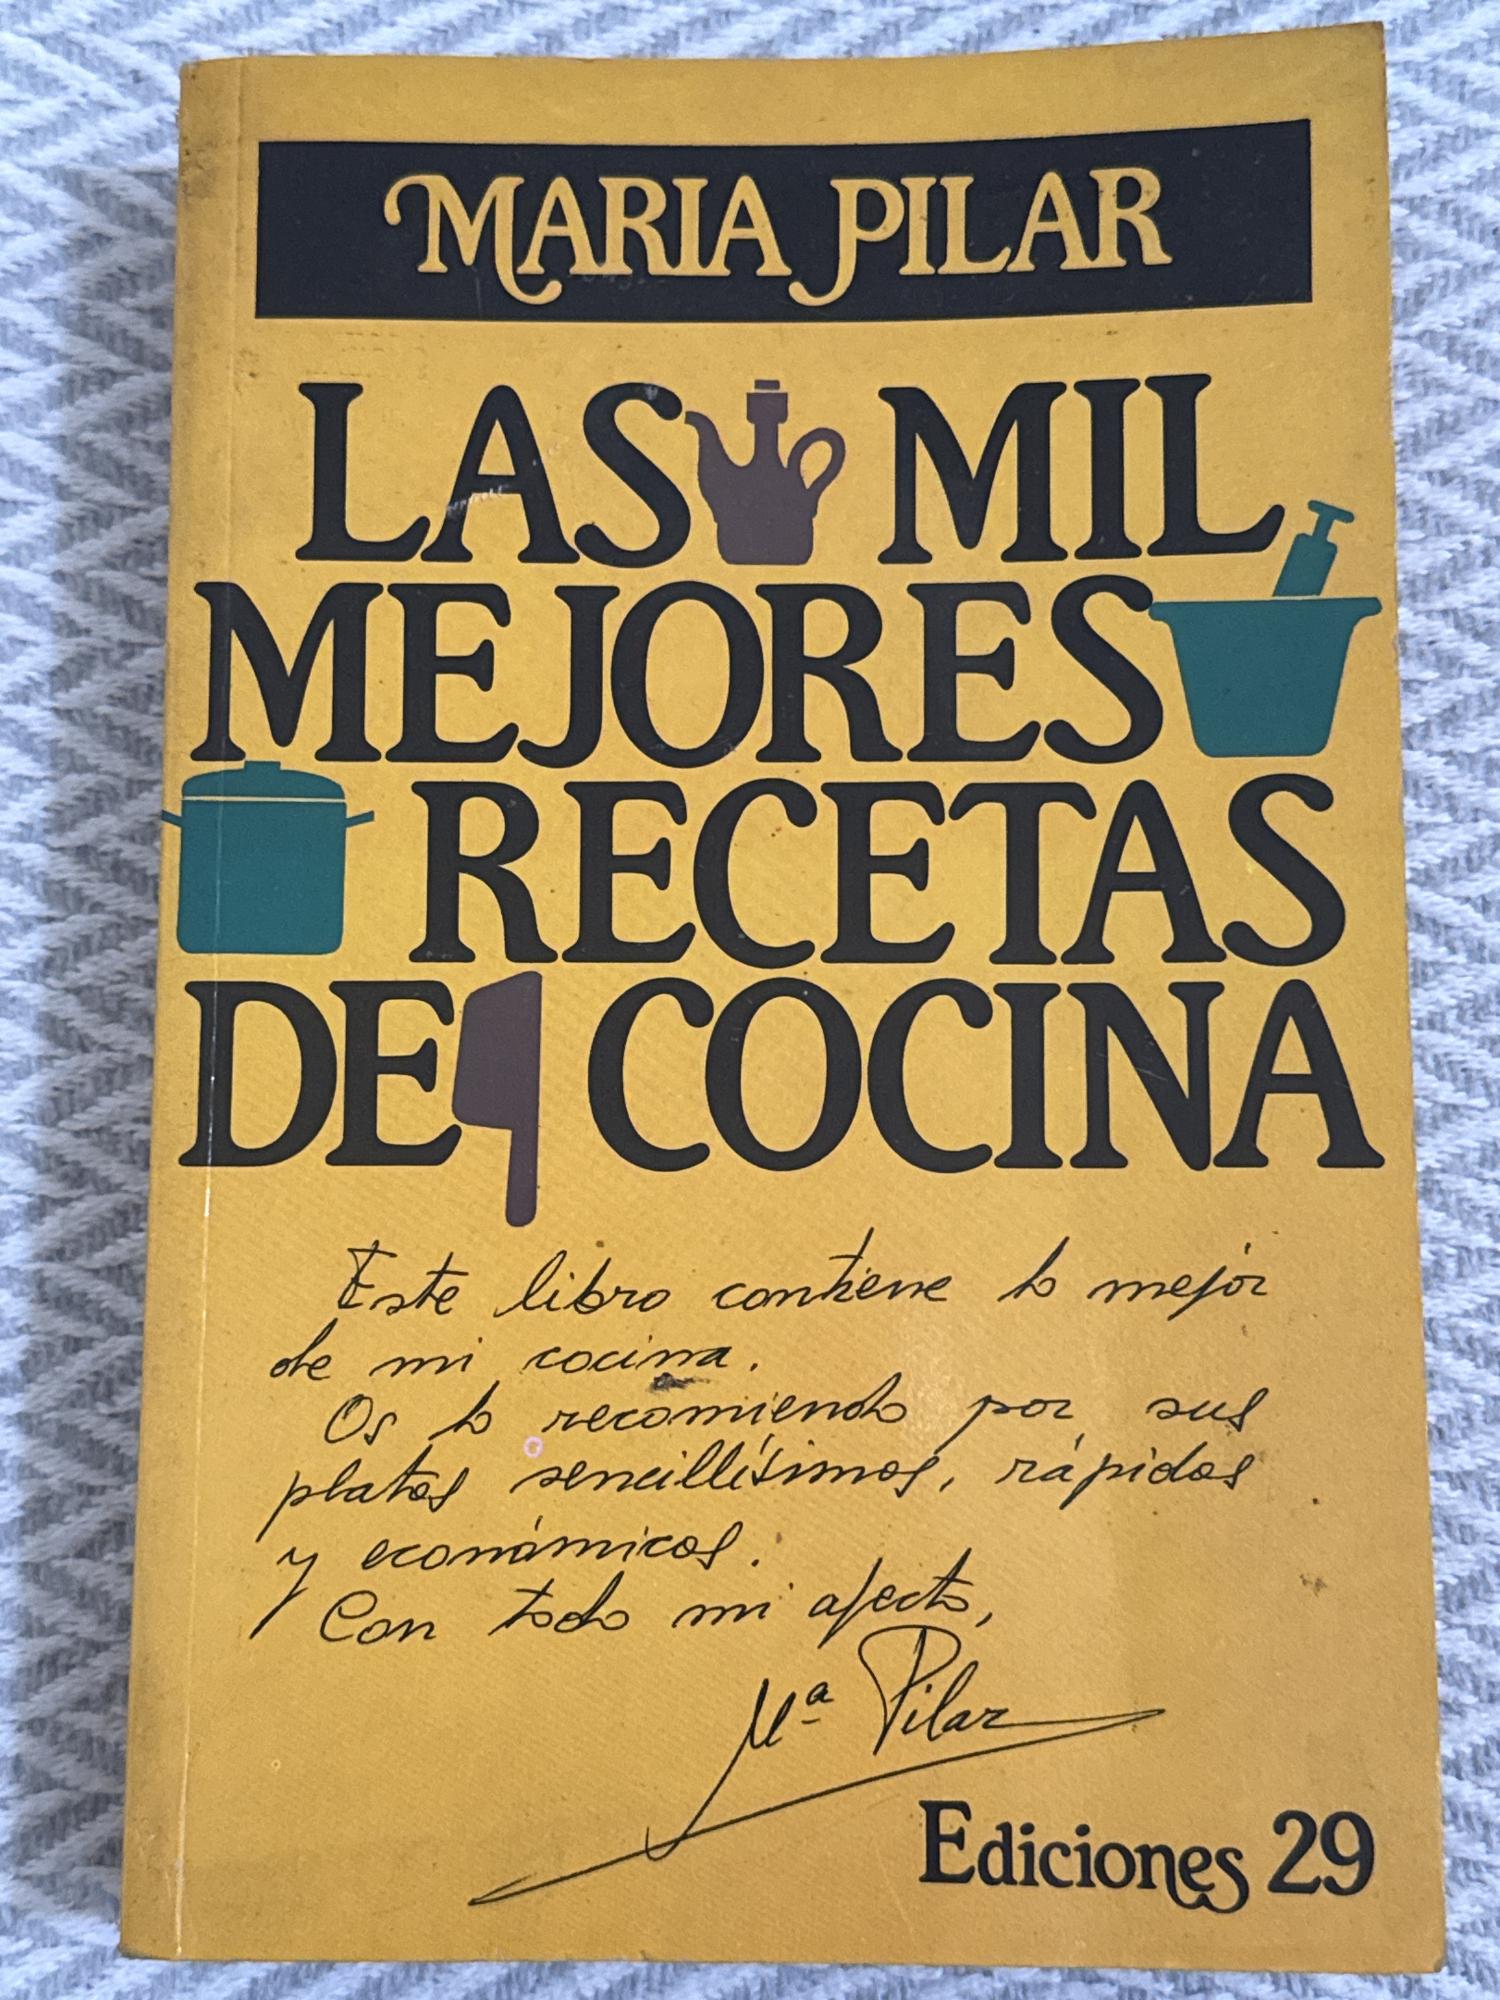 MARIA PILAR
LAS MIL
MEJORES
RECETAS
DE COCINA
Este libro contiene lo mejor
de mi cocina.
Os lo recomiendo por sus
platos sencillísimos, rápidos
y económicos.
Con todo mi afecto,
Mª Pilar
Ediciones 29